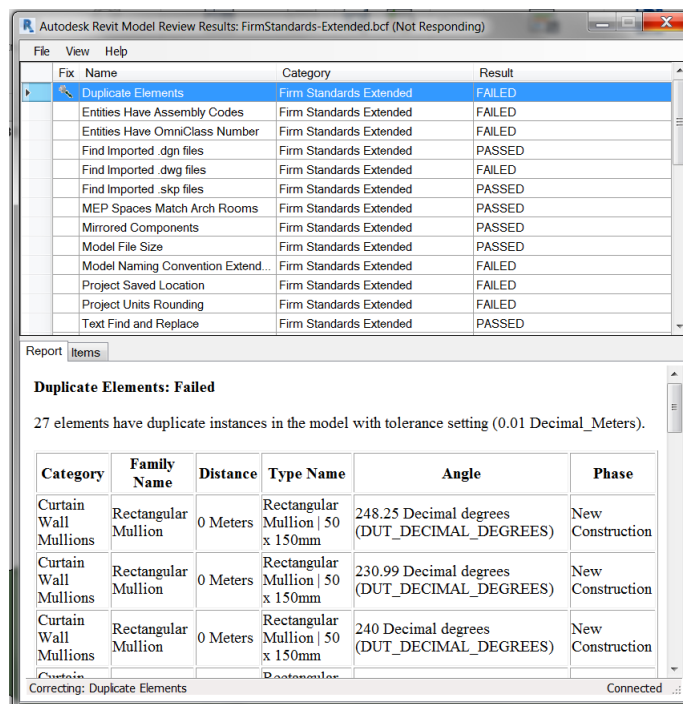 Autodesk Revit Model Review Results: FirmStandards-Extended.bcf (Not Responding)
File View Help
Fix Name Category Result
Duplicate Elements Firm Standards Extended FAILED
Entities Have Assembly Codes Firm Standards Extended FAILED
Entities Have OmniClass Number Firm Standards Extended FAILED
Find Imported .dgn files Firm Standards Extended PASSED
Find Imported .dwg files Firm Standards Extended FAILED
Find Imported .skp files Firm Standards Extended PASSED
MEP Spaces Match Arch Rooms Firm Standards Extended PASSED
Mirrored Components Firm Standards Extended PASSED
Model File Size Firm Standards Extended PASSED
Model Naming Convention Extend... Firm Standards Extended FAILED
Project Saved Location Firm Standards Extended FAILED
Project Units Rounding Firm Standards Extended FAILED
Text Find and Replace Firm Standards Extended PASSED
Report Items
Duplicate Elements: Failed
27 elements have duplicate instances in the model with tolerance setting (0.01 Decimal_Meters).
Category Family Name Distance Type Name Angle Phase
Curtain Wall Mullions Rectangular Mullion 0 Meters Rectangular Mullion | 50 x 150mm 248.25 Decimal degrees (DUT_DECIMAL_DEGREES) New Construction
Curtain Wall Mullions Rectangular Mullion 0 Meters Rectangular Mullion | 50 x 150mm 230.99 Decimal degrees (DUT_DECIMAL_DEGREES) New Construction
Curtain Wall Mullions Rectangular Mullion 0 Meters Rectangular Mullion | 50 x 150mm 240 Decimal degrees (DUT_DECIMAL_DEGREES) New Construction
Curtain Rectangular
Correcting: Duplicate Elements Connected